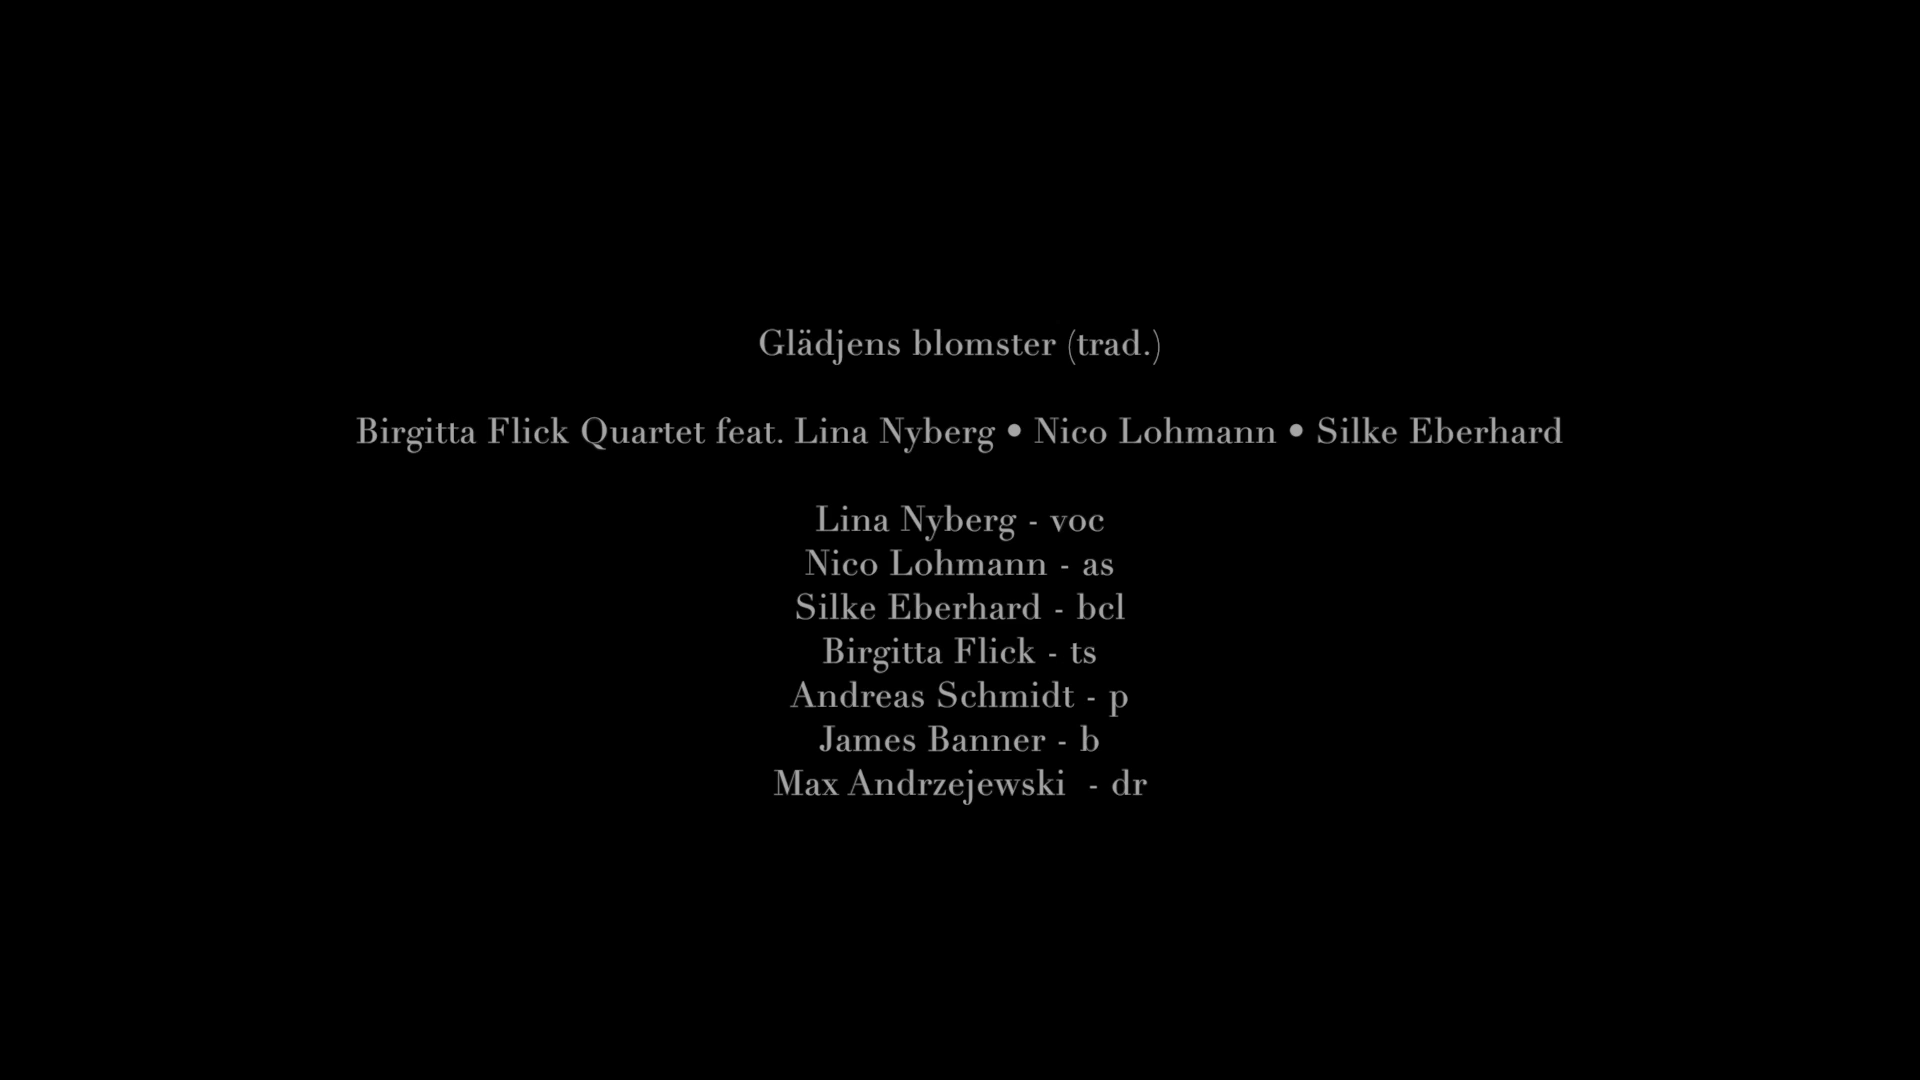 Glädjens blomster (trad.)
Birgitta Flick Quartet feat. Lina Nyberg • Nico Lohmann • Silke Eberhard
Lina Nyberg - voc
Nico Lohmann - as
Silke Eberhard - bcl
Birgitta Flick - ts
Andreas Schmidt - p
James Banner - b
Max Andrzejewski  - dr